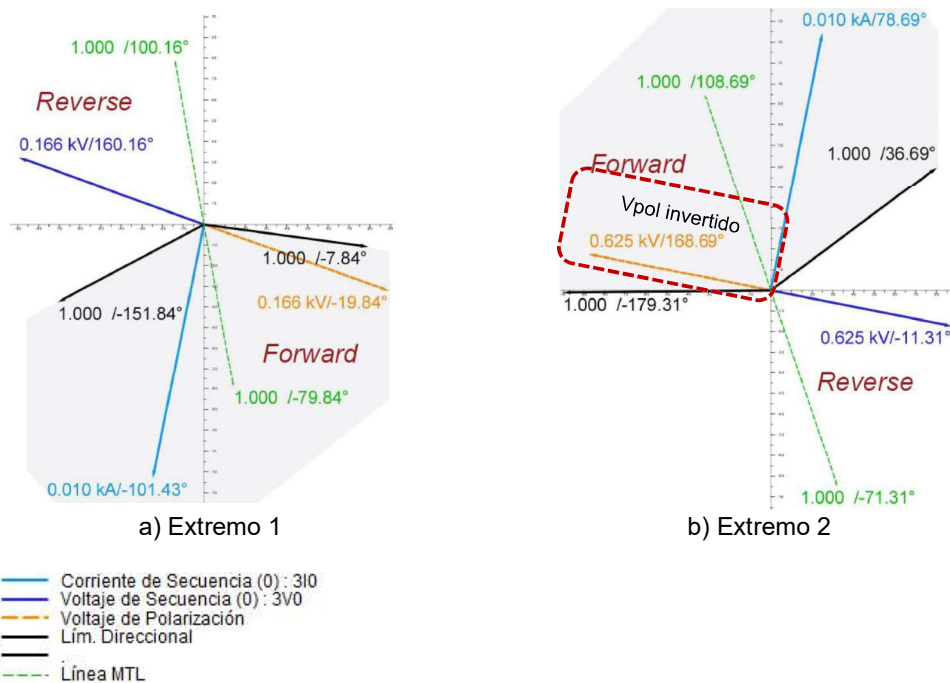 1.000 /100.16°
Reverse
0.166 kV/160.16°
1.000 /-7.84°
1.000 /-151.84°
0.166 kV/-19.84°
Forward
1.000 /-79.84°
0.010 kA/-101.43°
a) Extremo 1
0.010 kA/78.69°
1.000 /108.69°
1.000 /36.69°
Forward
Vpol invertido
0.625 kV/168.69°
1.000 /-179.31°
0.625 kV/-11.31°
Reverse
1.000 /-71.31°
b) Extremo 2
Corriente de Secuencia (0) : 3I0
Voltaje de Secuencia (0) : 3V0
Voltaje de Polarización
Lím. Direccional
.
Línea MTL